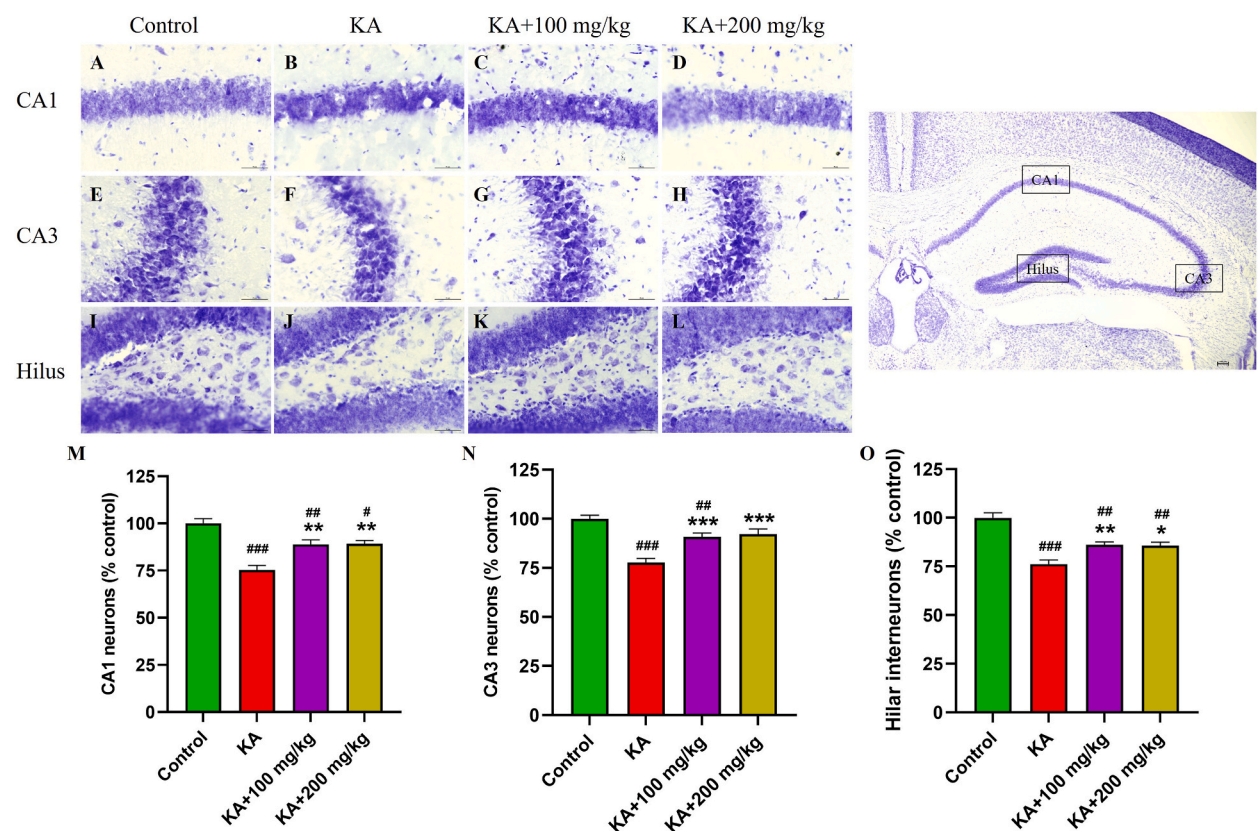 Control KA KA+100 mg/kg KA+200 mg/kg
CA1
A B C D
CA3
E F G H
Hilus
I J K L
CA1
Hilus
CA3
M
CA1 neurons (% control)
125
100
75
50
25
0
###
##
**
#
**
Control KA KA+100 mg/kg KA+200 mg/kg
N
CA3 neurons (% control)
125
100
75
50
25
0
###
##
***
***
Control KA KA+100 mg/kg KA+200 mg/kg
O
Hilar interneurons (% control)
125
100
75
50
25
0
###
##
**
##
*
Control KA KA+100 mg/kg KA+200 mg/kg